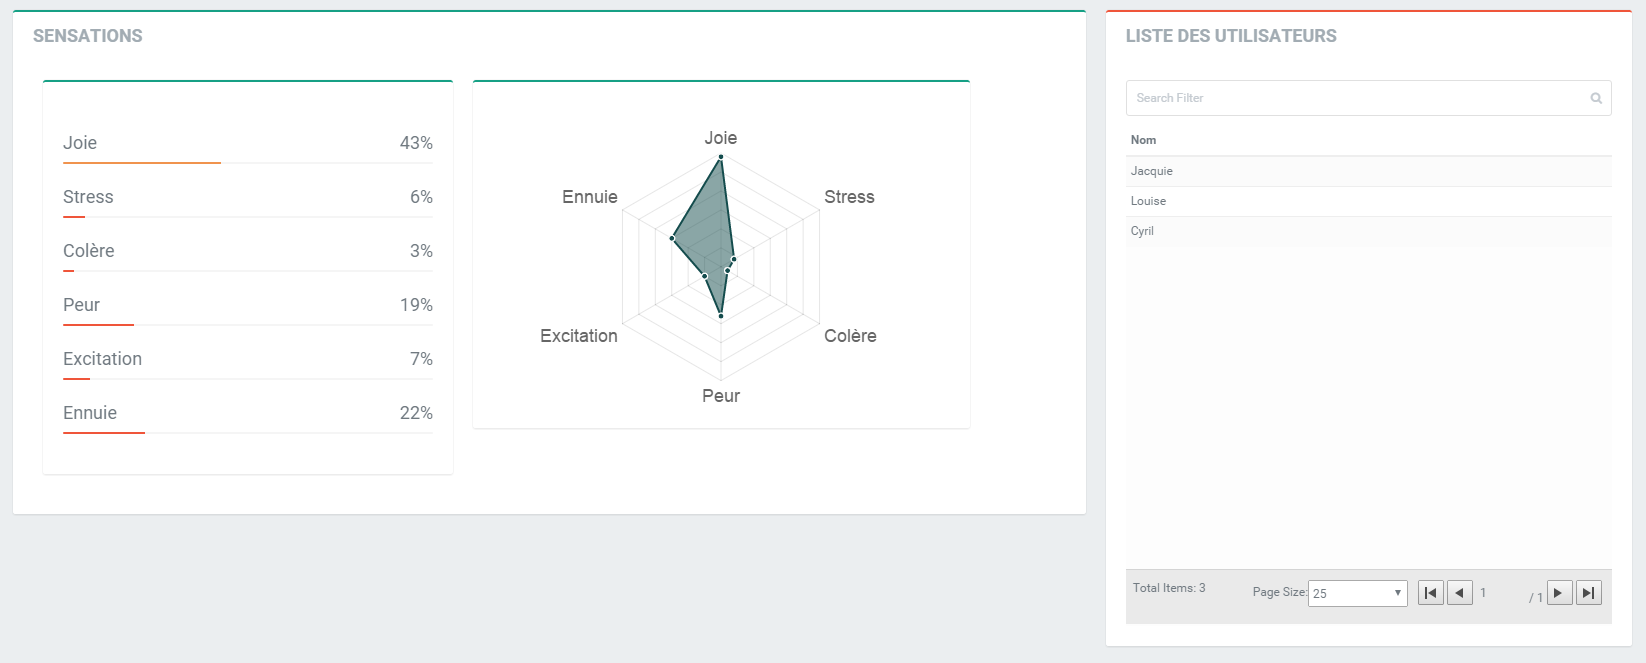 SENSATIONS
Joie 43%
Stress 6%
Colère 3%
Peur 19%
Excitation 7%
Ennuie 22%
Joie
Ennuie Stress
Excitation Colère
Peur
LISTE DES UTILISATEURS
Search Filter
Nom
Jacquie
Louise
Cyril
Total Items: 3 Page Size: 25 1 / 1